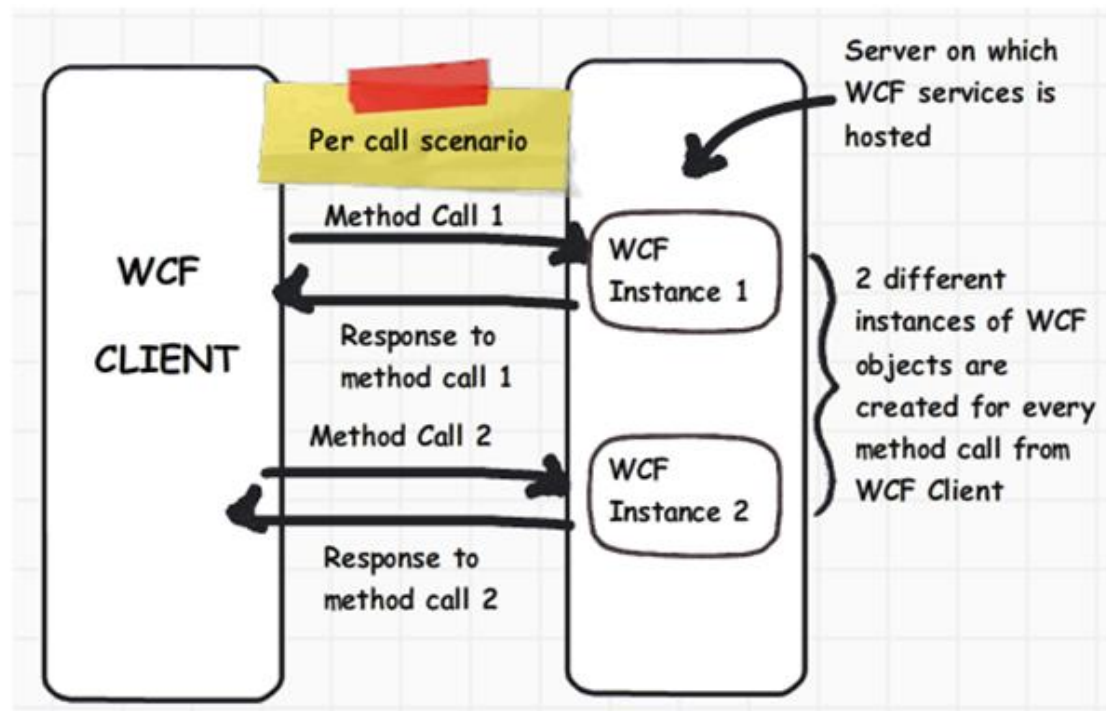 Per call scenario
Server on which
WCF services is
hosted
WCF
CLIENT
Method Call 1
Response to
method call 1
Method Call 2
Response to
method call 2
WCF
Instance 1
WCF
Instance 2
2 different
instances of WCF
objects are
created for every
method call from
WCF Client